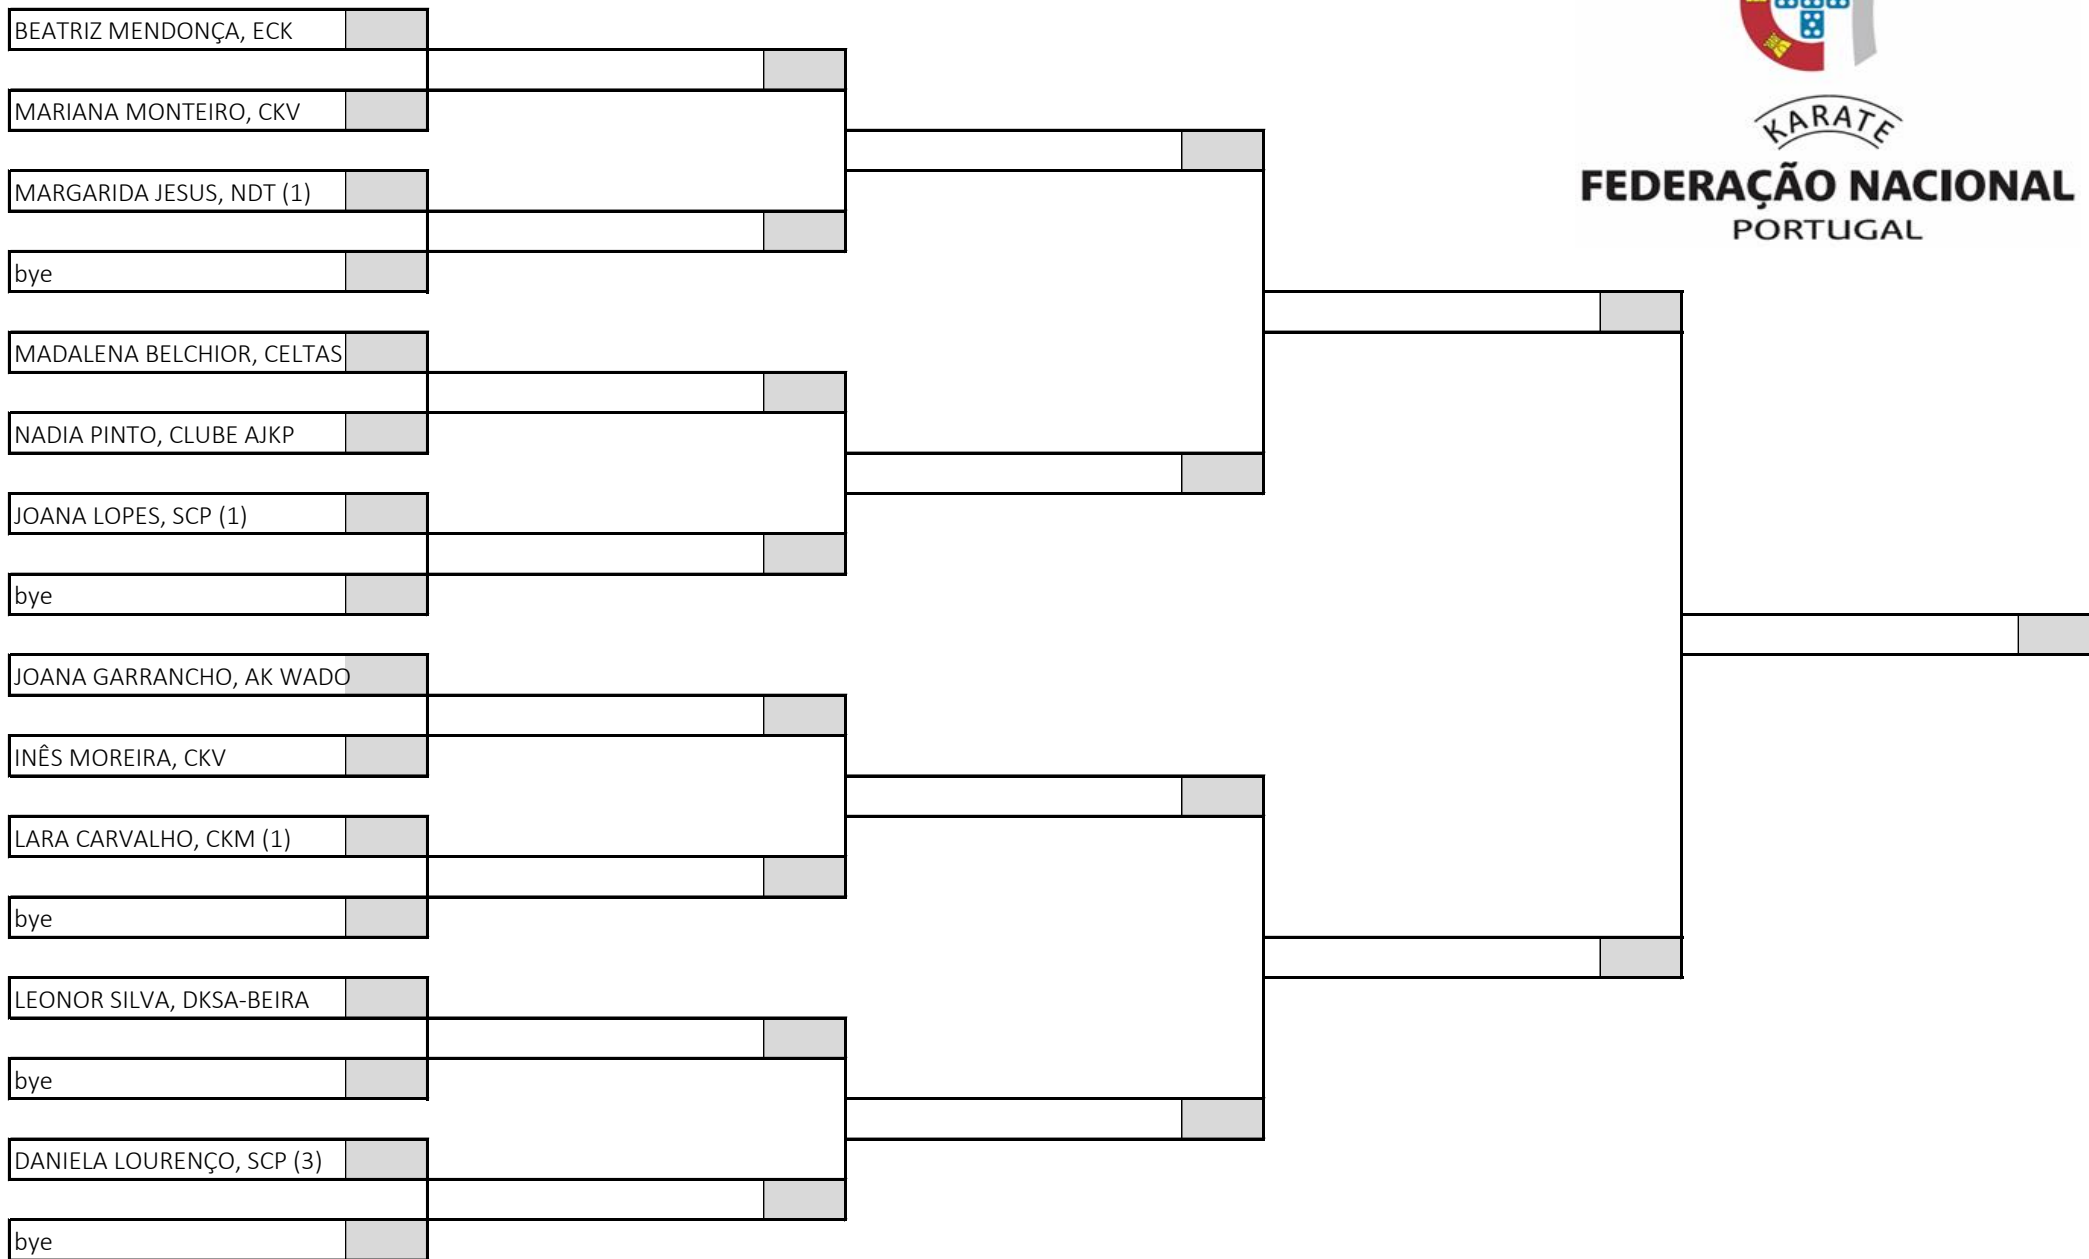 BEATRIZ MENDONÇA, ECK
MARIANA MONTEIRO, CKV
MARGARIDA JESUS, NDT (1)
bye
MADALENA BELCHIOR, CELTAS
NADIA PINTO, CLUBE AJKP
JOANA LOPES, SCP (1)
bye
JOANA GARRANCHO, AK WADO
INÊS MOREIRA, CKV
LARA CARVALHO, CKM (1)
bye
LEONOR SILVA, DKSA-BEIRA
bye
DANIELA LOURENÇO, SCP (3)
bye
KARATE
FEDERAÇÃO NACIONAL
PORTUGAL